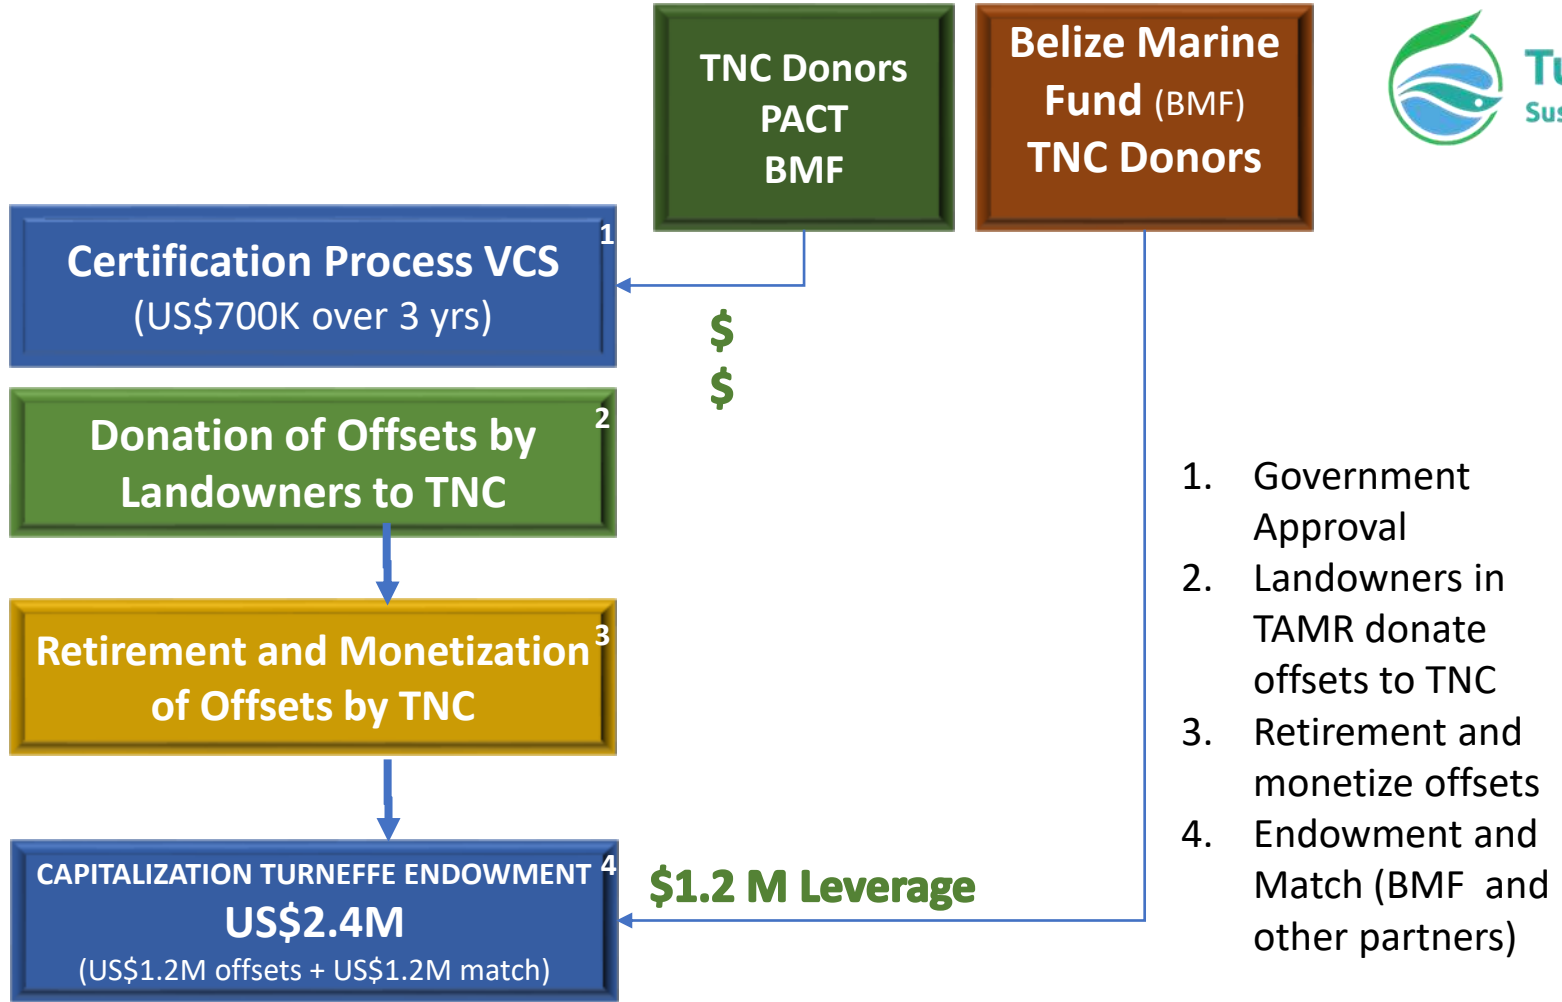 TNC Donors
PACT
BMF
Belize Marine
Fund (BMF)
TNC Donors
Certification Process VCS
(US$700K over 3 yrs)
1
$
$
Donation of Offsets by
Landowners to TNC
2
Retirement and Monetization
of Offsets by TNC
3
CAPITALIZATION TURNEFFE ENDOWMENT
US$2.4M
(US$1.2M offsets + US$1.2M match)
4
$1.2 M Leverage
1. Government
Approval
2. Landowners in
TAMR donate
offsets to TNC
3. Retirement and
monetize offsets
4. Endowment and
Match (BMF and
other partners)